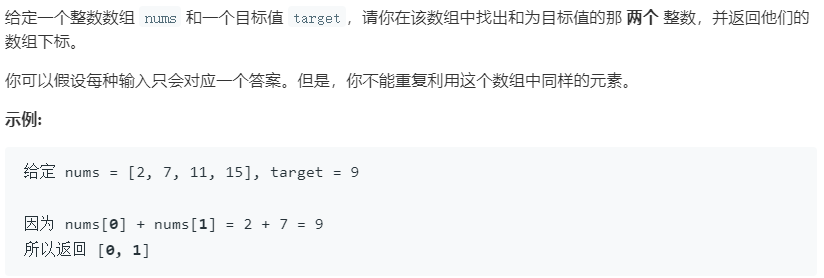 给定一个整数数组 nums 和一个目标值 target，请你在该数组中找出和为目标值的那 两个 整数，并返回他们的
数组下标。
你可以假设每种输入只会对应一个答案。但是，你不能重复利用这个数组中同样的元素。
示例:
给定 nums = [2, 7, 11, 15], target = 9
因为 nums[0] + nums[1] = 2 + 7 = 9
所以返回 [0, 1]